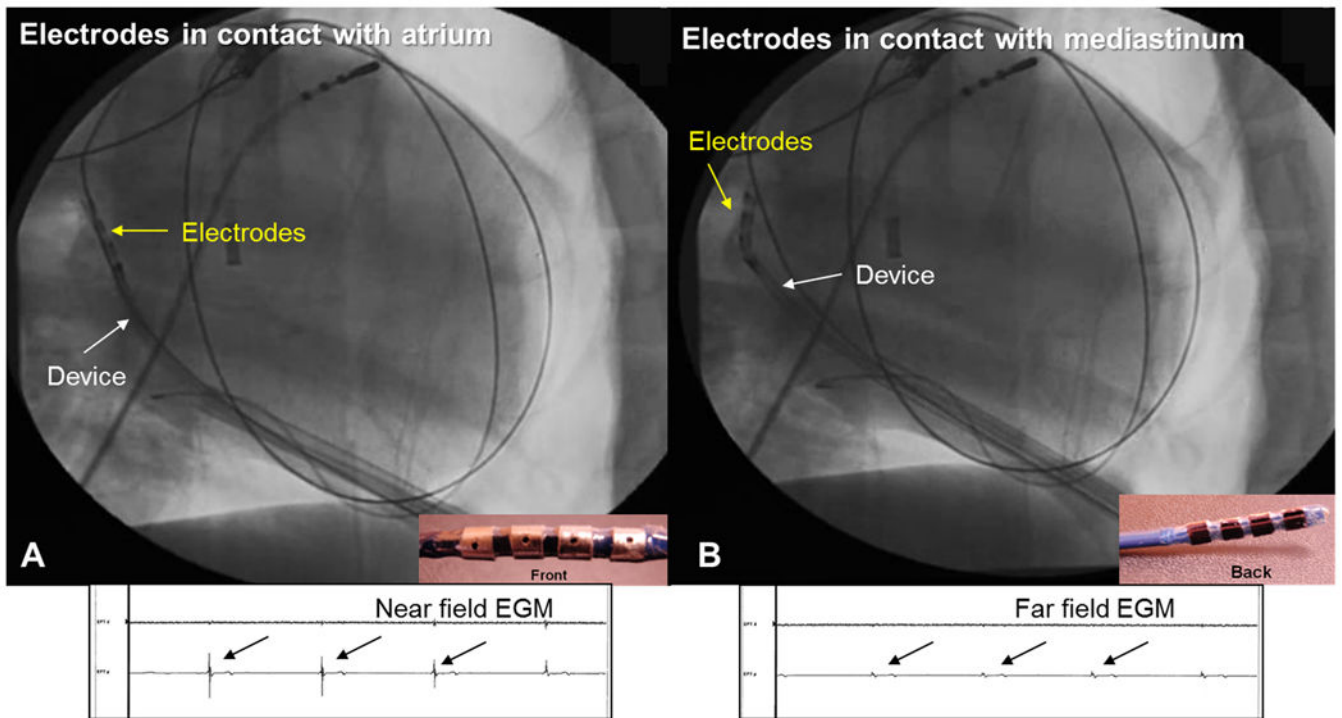 Electrodes in contact with atrium
Electrodes
Device
A
Front
Near field EGM
Electrodes in contact with mediastinum
Electrodes
Device
B
Back
Far field EGM